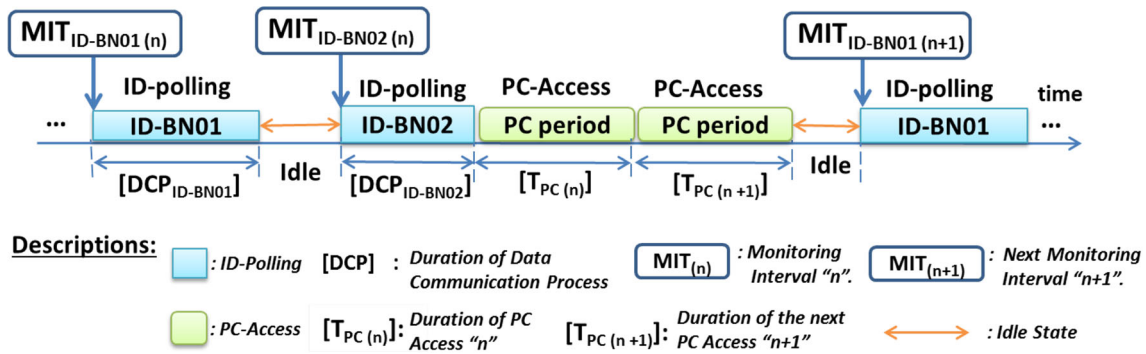 MIT ID-BN01 (n)
MIT ID-BN02 (n)
MIT ID-BN01 (n+1)
ID-polling
ID-polling
PC-Access
PC-Access
ID-polling
time
...
ID-BN01
ID-BN02
PC period
PC period
ID-BN01
...
[DCP ID-BN01]
Idle
[DCP ID-BN02]
[T PC (n)]
[T PC (n +1)]
Idle
Descriptions:
: ID-Polling
[DCP] : Duration of Data
Communication Process
MIT (n)
: Monitoring
Interval “n”.
MIT (n+1)
: Next Monitoring
Interval “n+1”.
: PC-Access
[T PC (n)]: Duration of PC
Access “n”
[T PC (n +1)]: Duration of the next
PC Access “n+1”
: Idle State